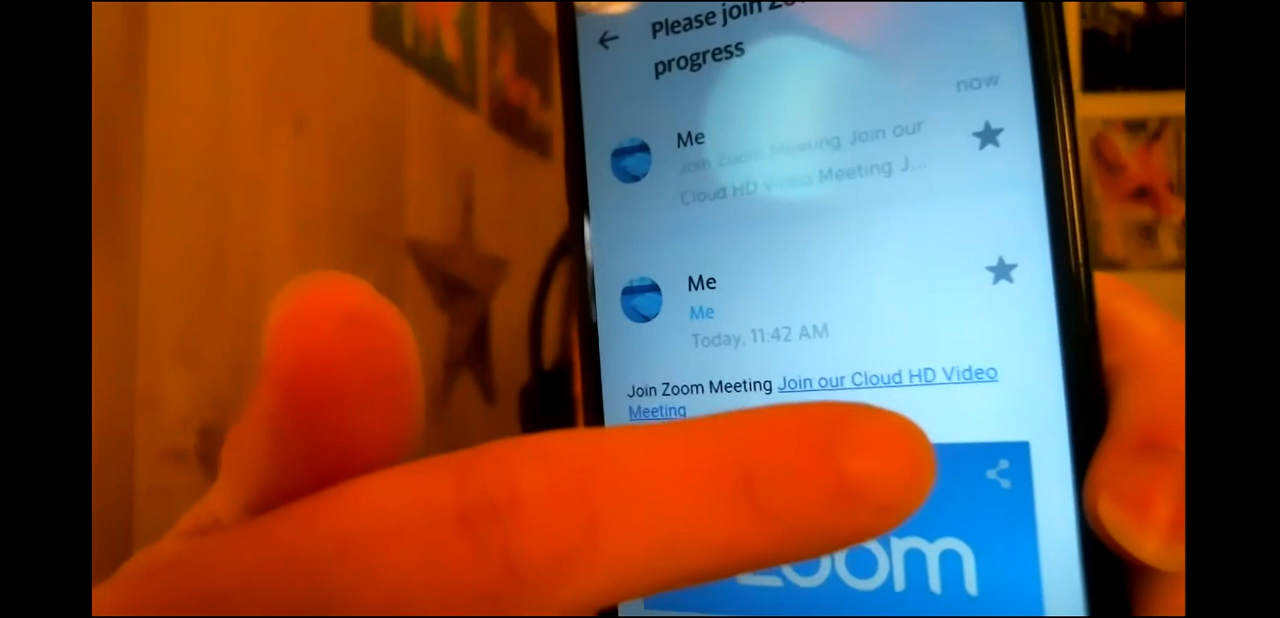 Please join
progress
now
Me
Join Zoom Meeting Join our
Cloud HD Video Meeting J...
Me
Me
Today, 11:42 AM
Join Zoom Meeting Join our Cloud HD Video
Meeting
zoom